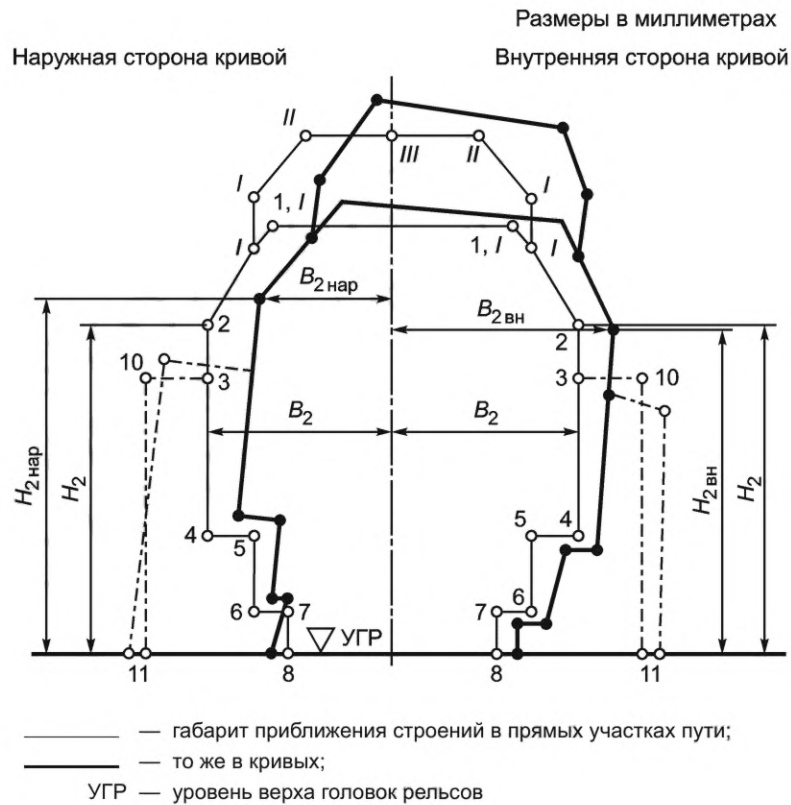 Размеры в миллиметрах
Наружная сторона кривой
Внутренняя сторона кривой
II
III
II
I
I
1, I
1, I
I
I
B2 нар
B2 вн
2
2
10
3
3
10
B2
B2
H2 нар
H2
H2 вн
H2
4
5
5
4
6
7
7
6
УГР
11
8
8
11
— габарит приближения строений в прямых участках пути;
— то же в кривых;
УГР — уровень верха головок рельсов